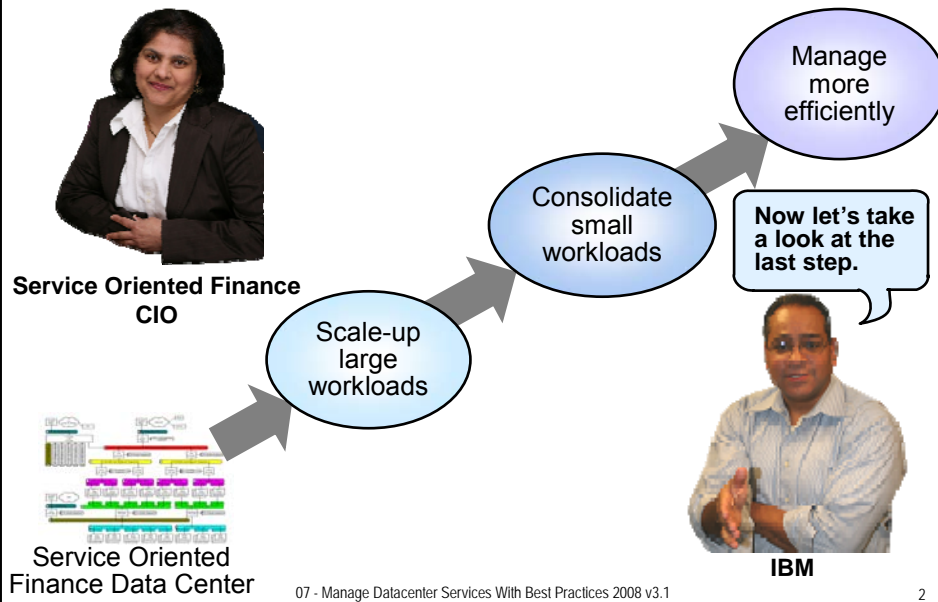 Manage
more
efficiently
Consolidate
small
workloads
Now let's take
a look at the
last step.
Service Oriented Finance
CIO
Scale-up
large
workloads
Service Oriented
Finance Data Center
IBM
07 - Manage Datacenter Services With Best Practices 2008 v3.1
2